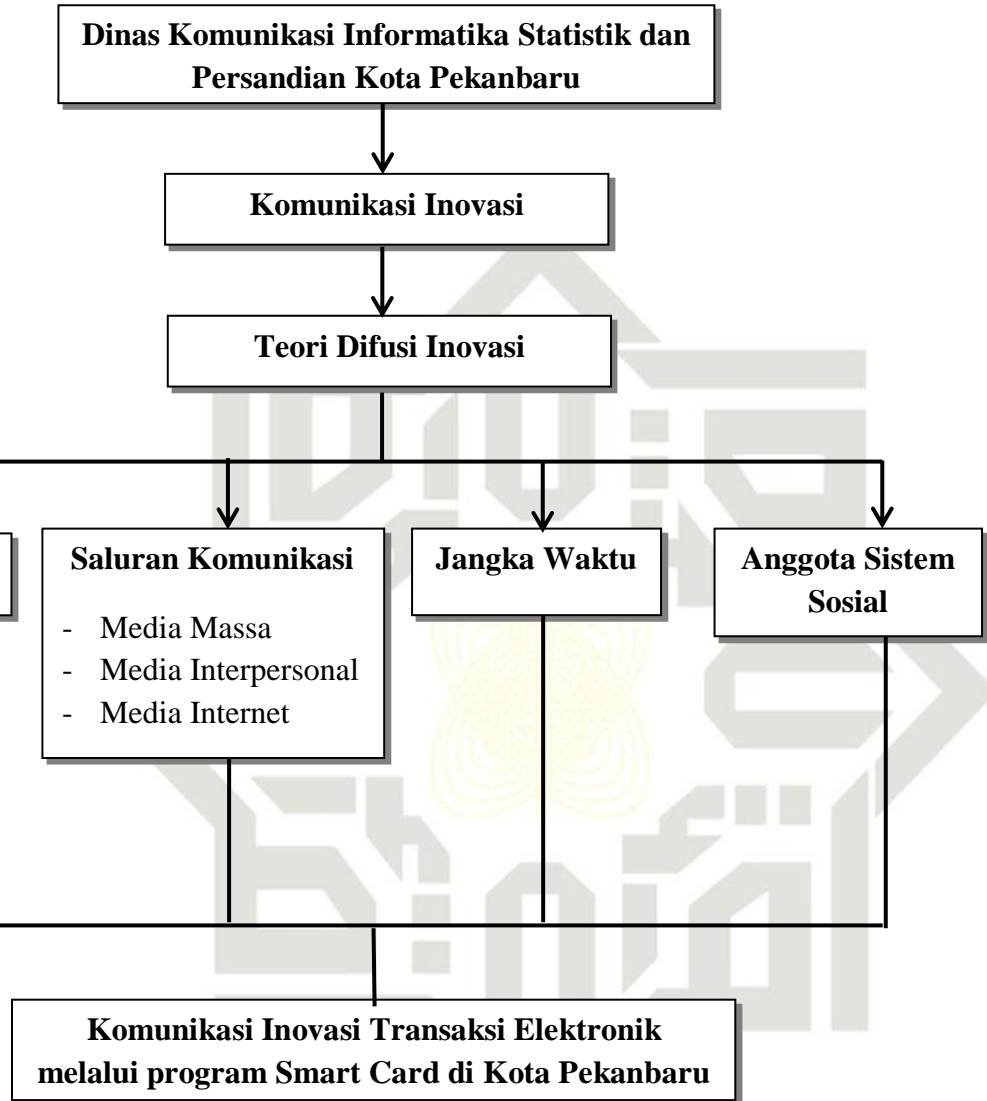 Dinas Komunikasi Informatika Statistik dan
Persandian Kota Pekanbaru
Komunikasi Inovasi
Teori Difusi Inovasi
Saluran Komunikasi
- Media Massa
- Media Interpersonal
- Media Internet
Jangka Waktu
Anggota Sistem
Sosial
Komunikasi Inovasi Transaksi Elektronik
melalui program Smart Card di Kota Pekanbaru